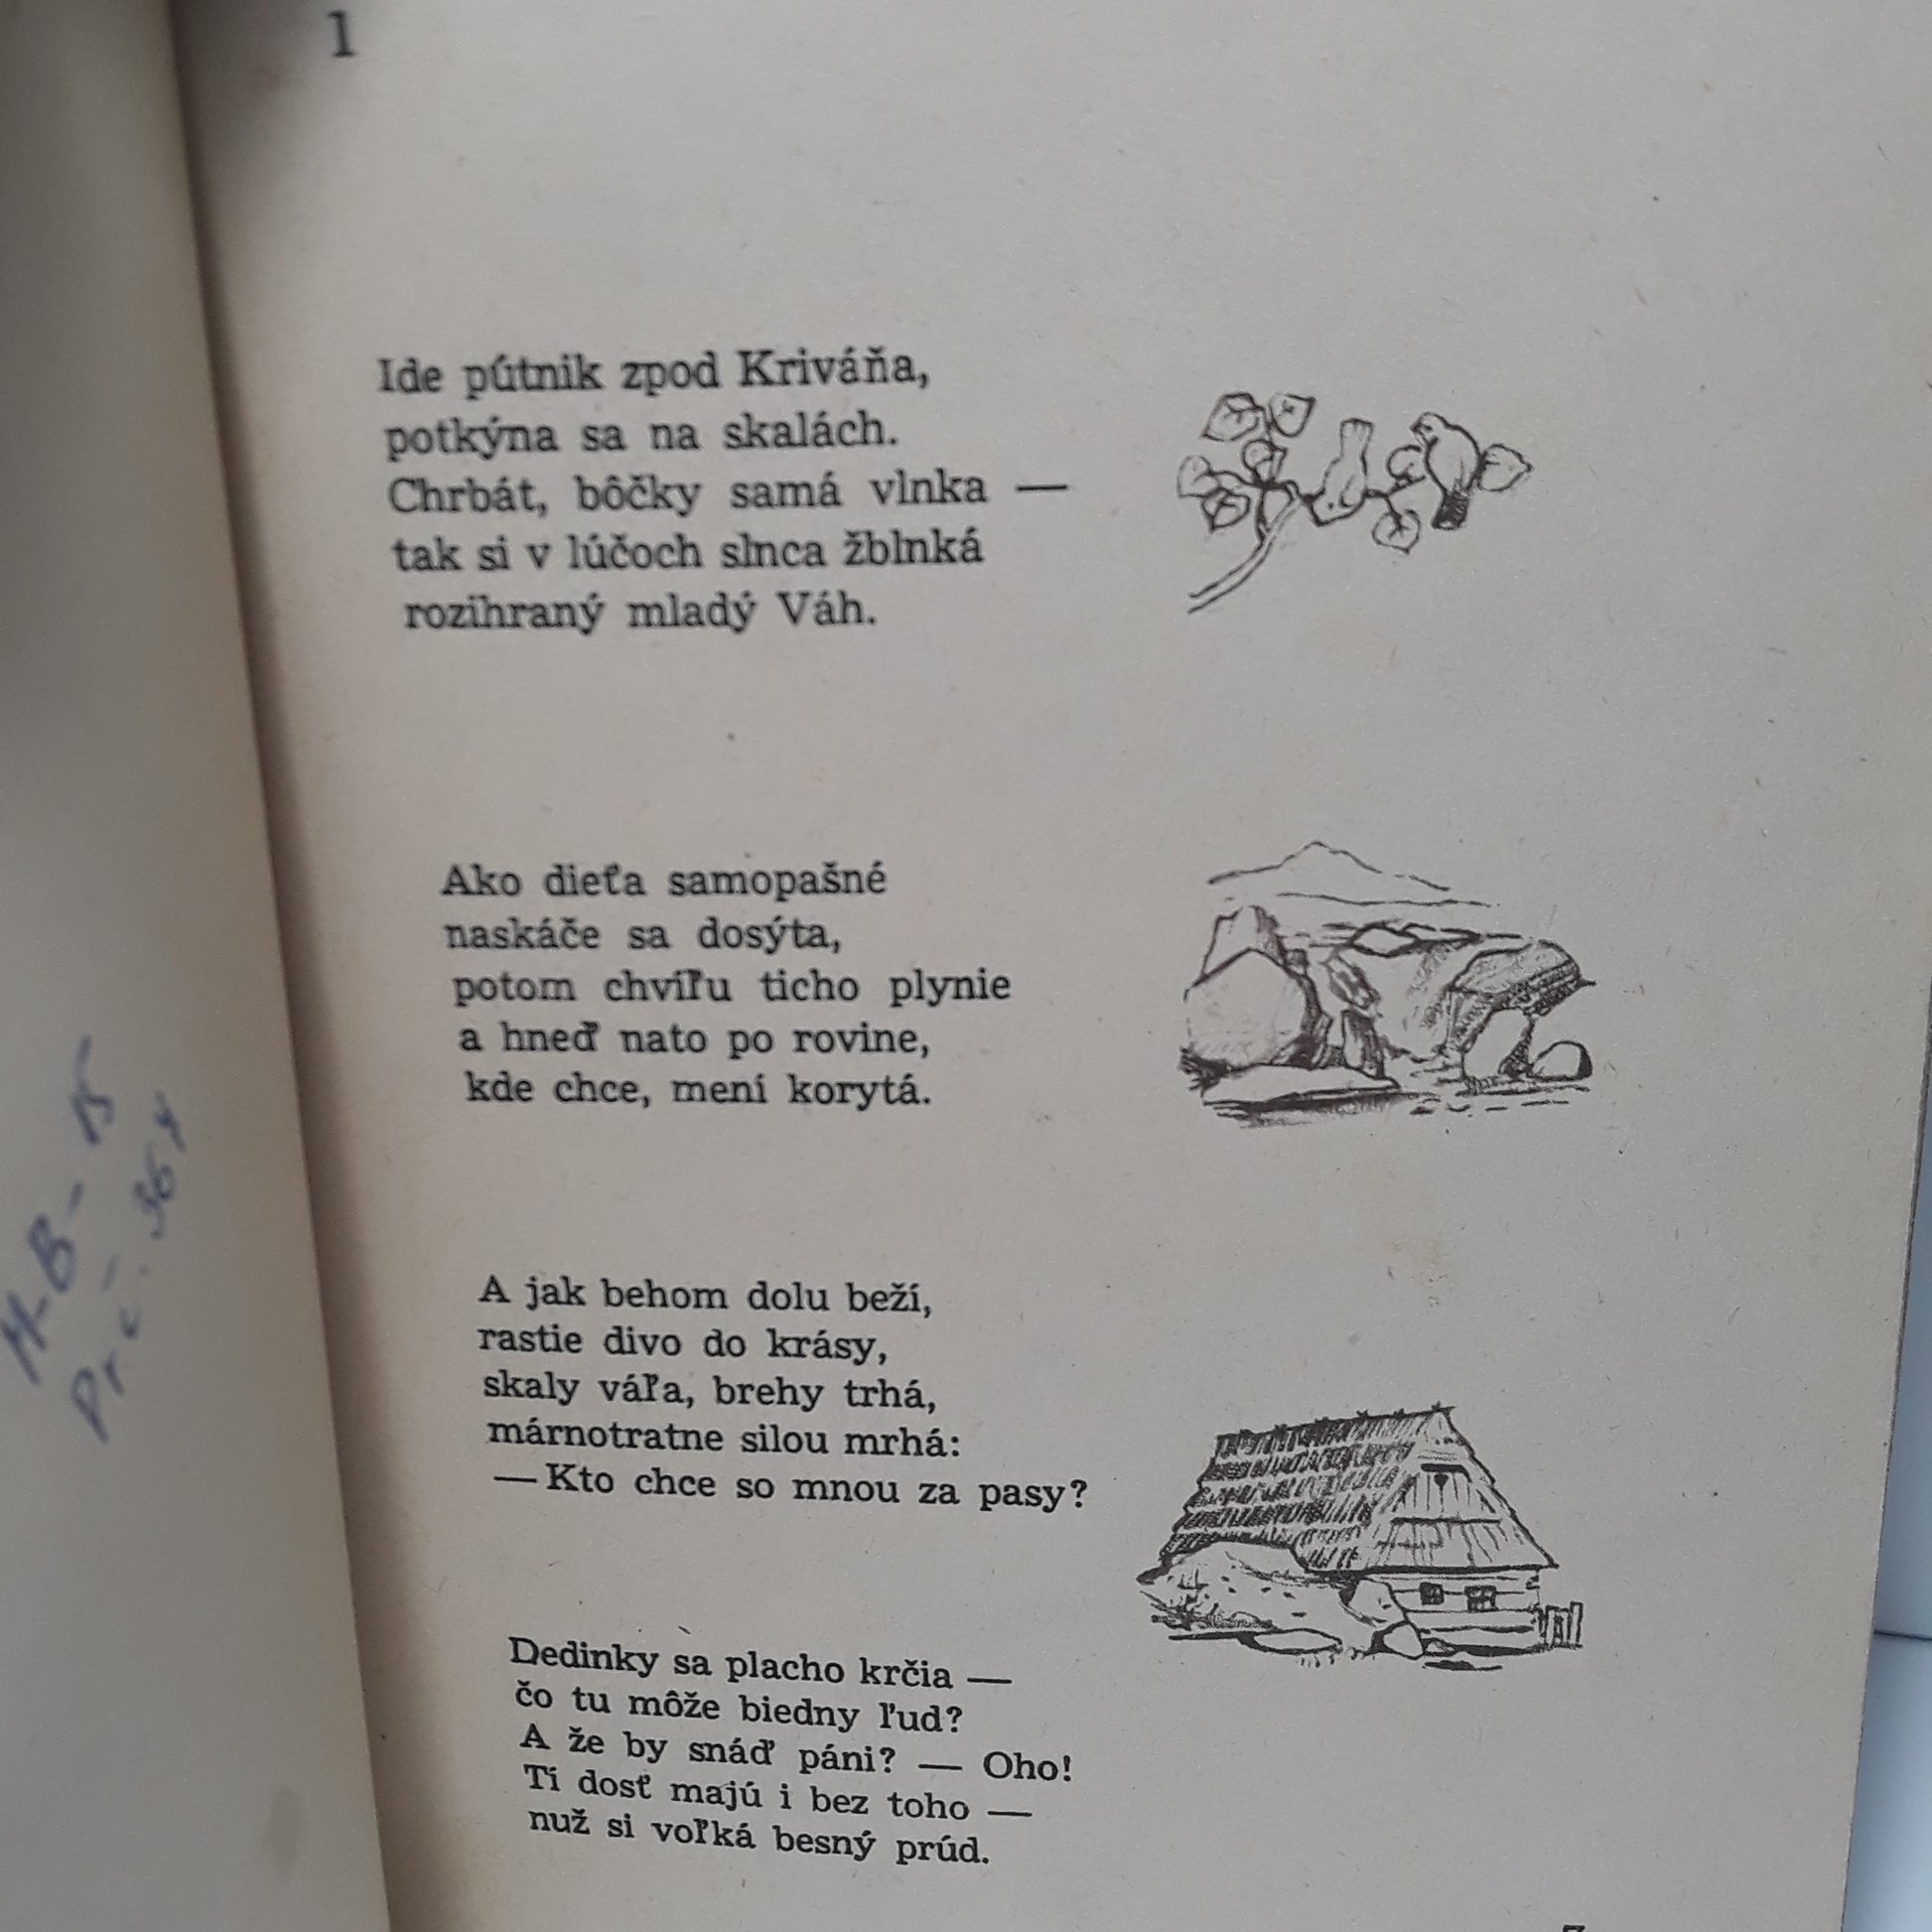 1
Ide pútnik zpod Kriváňa,
potkýna sa na skalách.
Chrbát, bôčky samá vlnka —
tak si v lúčoch slnca žblnká
rozihraný mladý Váh.
Ako dieťa samopašné
naskáče sa dosýta,
potom chvíľu ticho plynie
a hneď nato po rovine,
kde chce, mení korytá.
A jak behom dolu beží,
rastie divo do krásy,
skaly váľa, brehy trhá,
márnotratne silou mrhá:
— Kto chce so mnou za pasy?
Dedinky sa placho krčia —
čo tu môže biedny ľud?
A že by snáď páni? — Oho!
Tí dosť majú i bez toho —
nuž si voľká besný prúd.